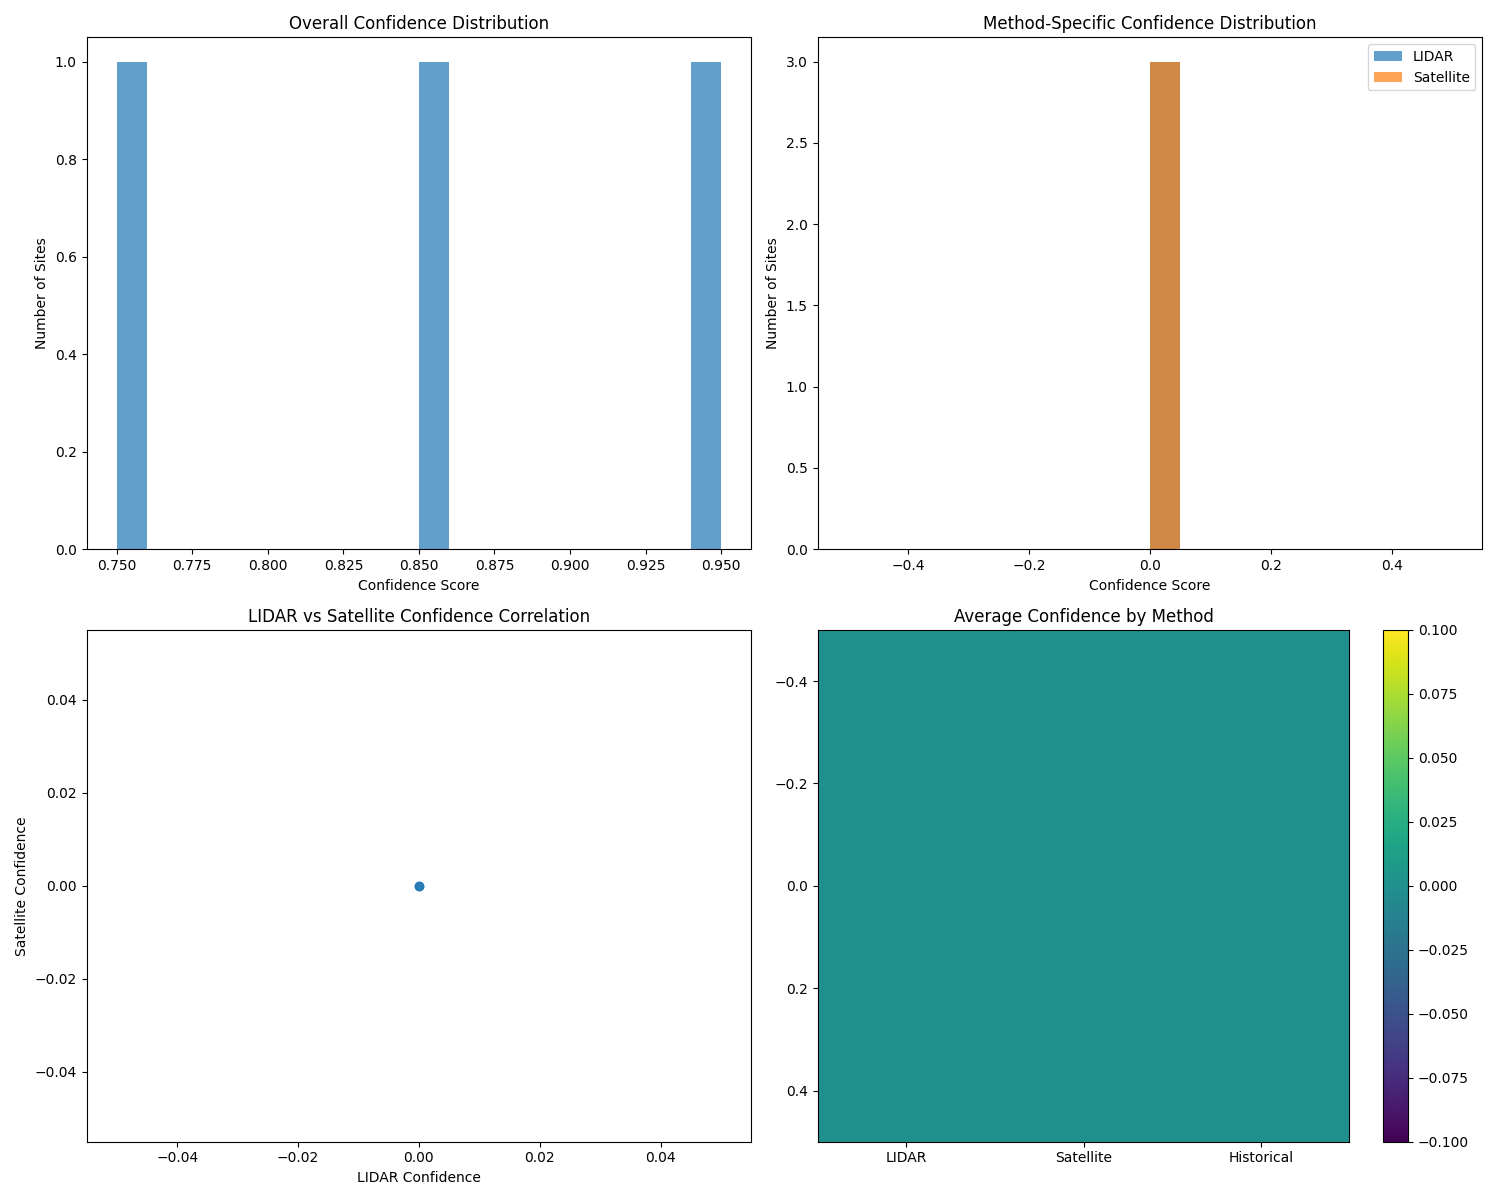 Overall Confidence Distribution
1.0
0.8
0.6
0.4
0.2
0.0
Number of Sites
0.750 0.775 0.800 0.825 0.850 0.875 0.900 0.925 0.950
Confidence Score
Method-Specific Confidence Distribution
LIDAR
Satellite
3.0
2.5
2.0
1.5
1.0
0.5
0.0
Number of Sites
−0.4 −0.2 0.0 0.2 0.4
Confidence Score
LIDAR vs Satellite Confidence Correlation
0.04
0.02
0.00
−0.02
−0.04
Satellite Confidence
−0.04 −0.02 0.00 0.02 0.04
LIDAR Confidence
Average Confidence by Method
−0.4
−0.2
0.0
0.2
0.4
LIDAR Satellite Historical
0.100
0.075
0.050
0.025
0.000
−0.025
−0.050
−0.075
−0.100